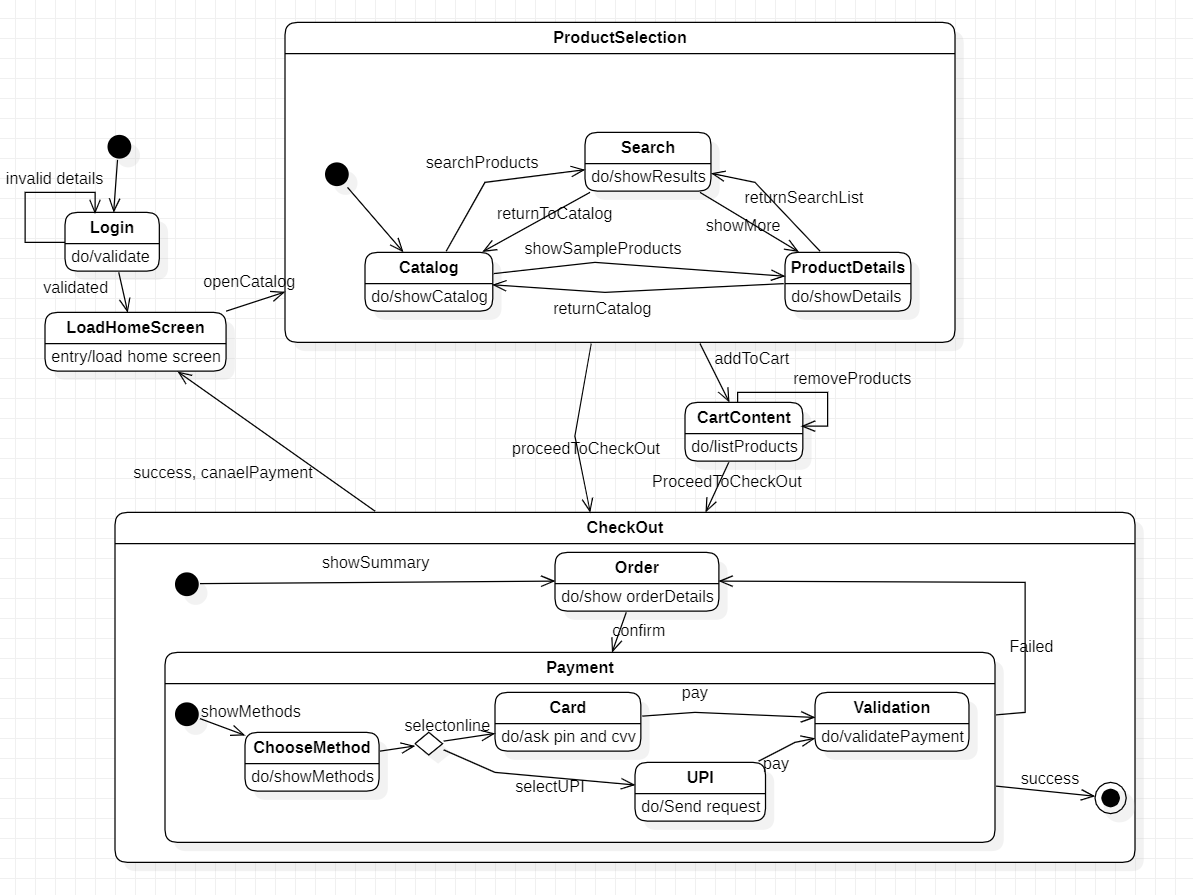 ProductSelection
Search
do/showResults
searchProducts
returnToCatalog
returnSearchList
showMore
showSampleProducts
Catalog
do/showCatalog
ProductDetails
do/showDetails
returnCatalog
invalid details
Login
do/validate
validated
openCatalog
LoadHomeScreen
entry/load home screen
addToCart
removeProducts
CartContent
do/listProducts
proceedToCheckOut
ProceedToCheckOut
success, canaelPayment
CheckOut
showSummary
Order
do/show orderDetails
confirm
Failed
Payment
showMethods
ChooseMethod
do/showMethods
selectonline
Card
do/ask pin and cvv
pay
Validation
do/validatePayment
selectUPI
UPI
do/Send request
pay
success